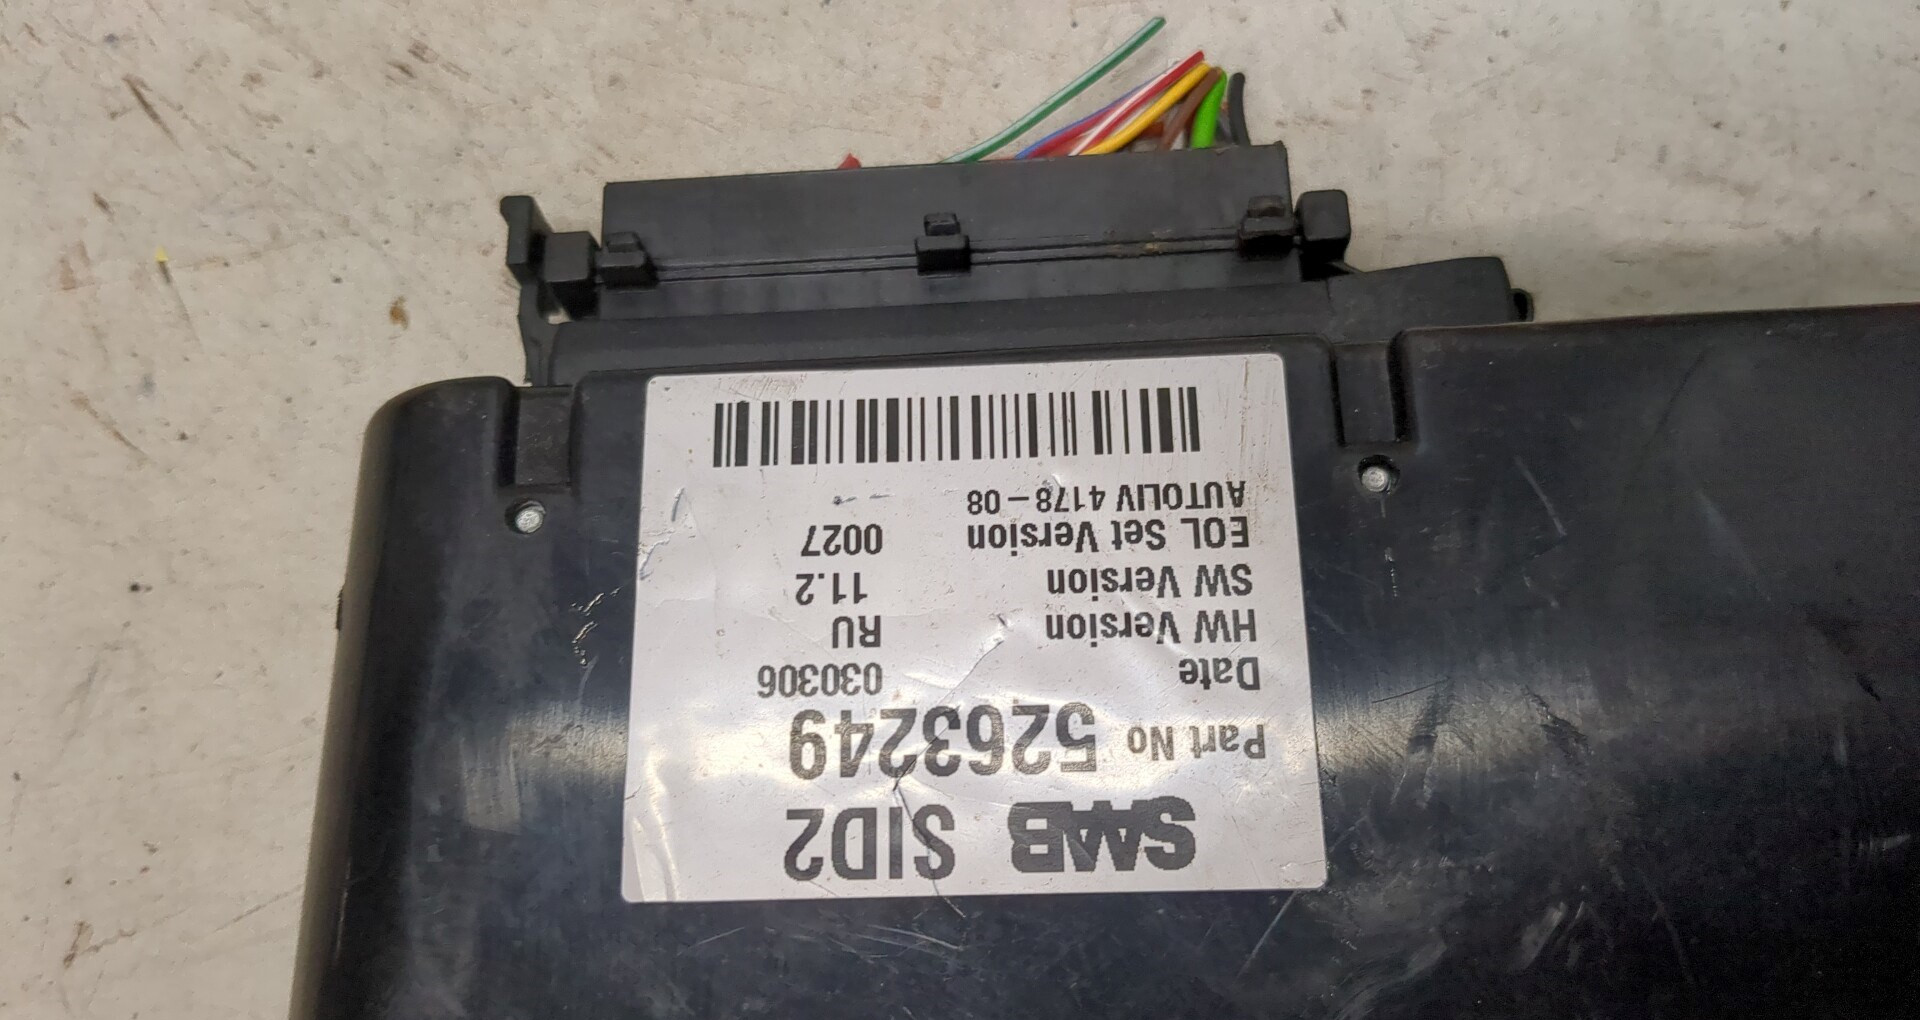 SAAB SID2
Part No 5263249
Date 030306
HW Version RU
SW Version 11.2
EOL Set Version 0027
AUTOLIV 4178-08